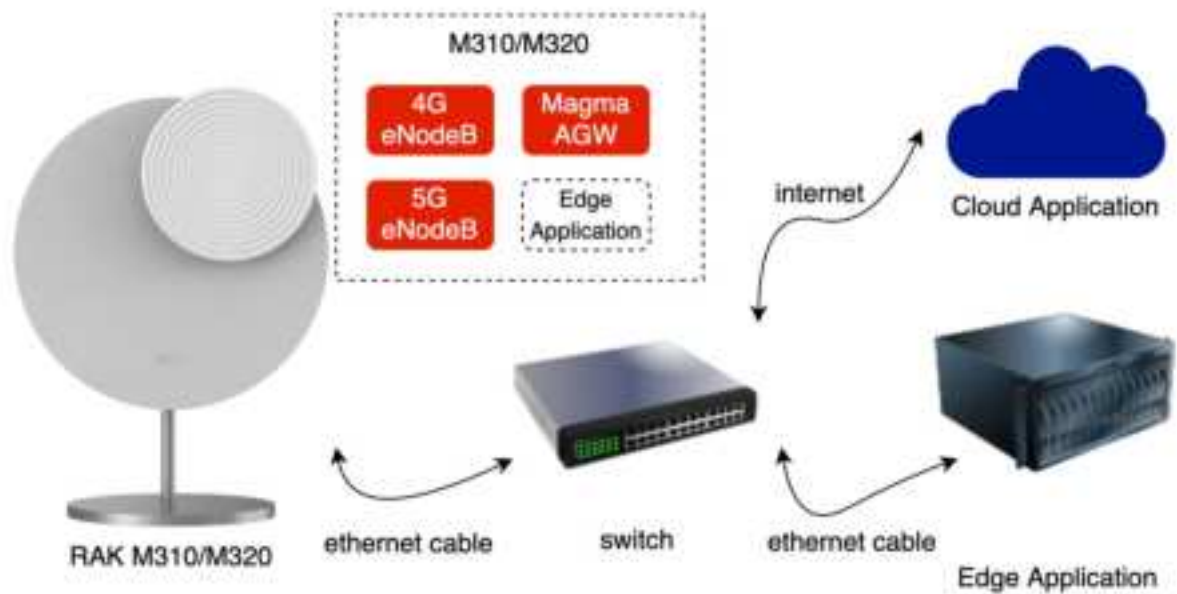 M310/M320
4G
eNodeB
Magma
AGW
5G
eNodeB
Edge
Application
internet
Cloud Application
RAK M310/M320
ethernet cable
switch
ethernet cable
Edge Application